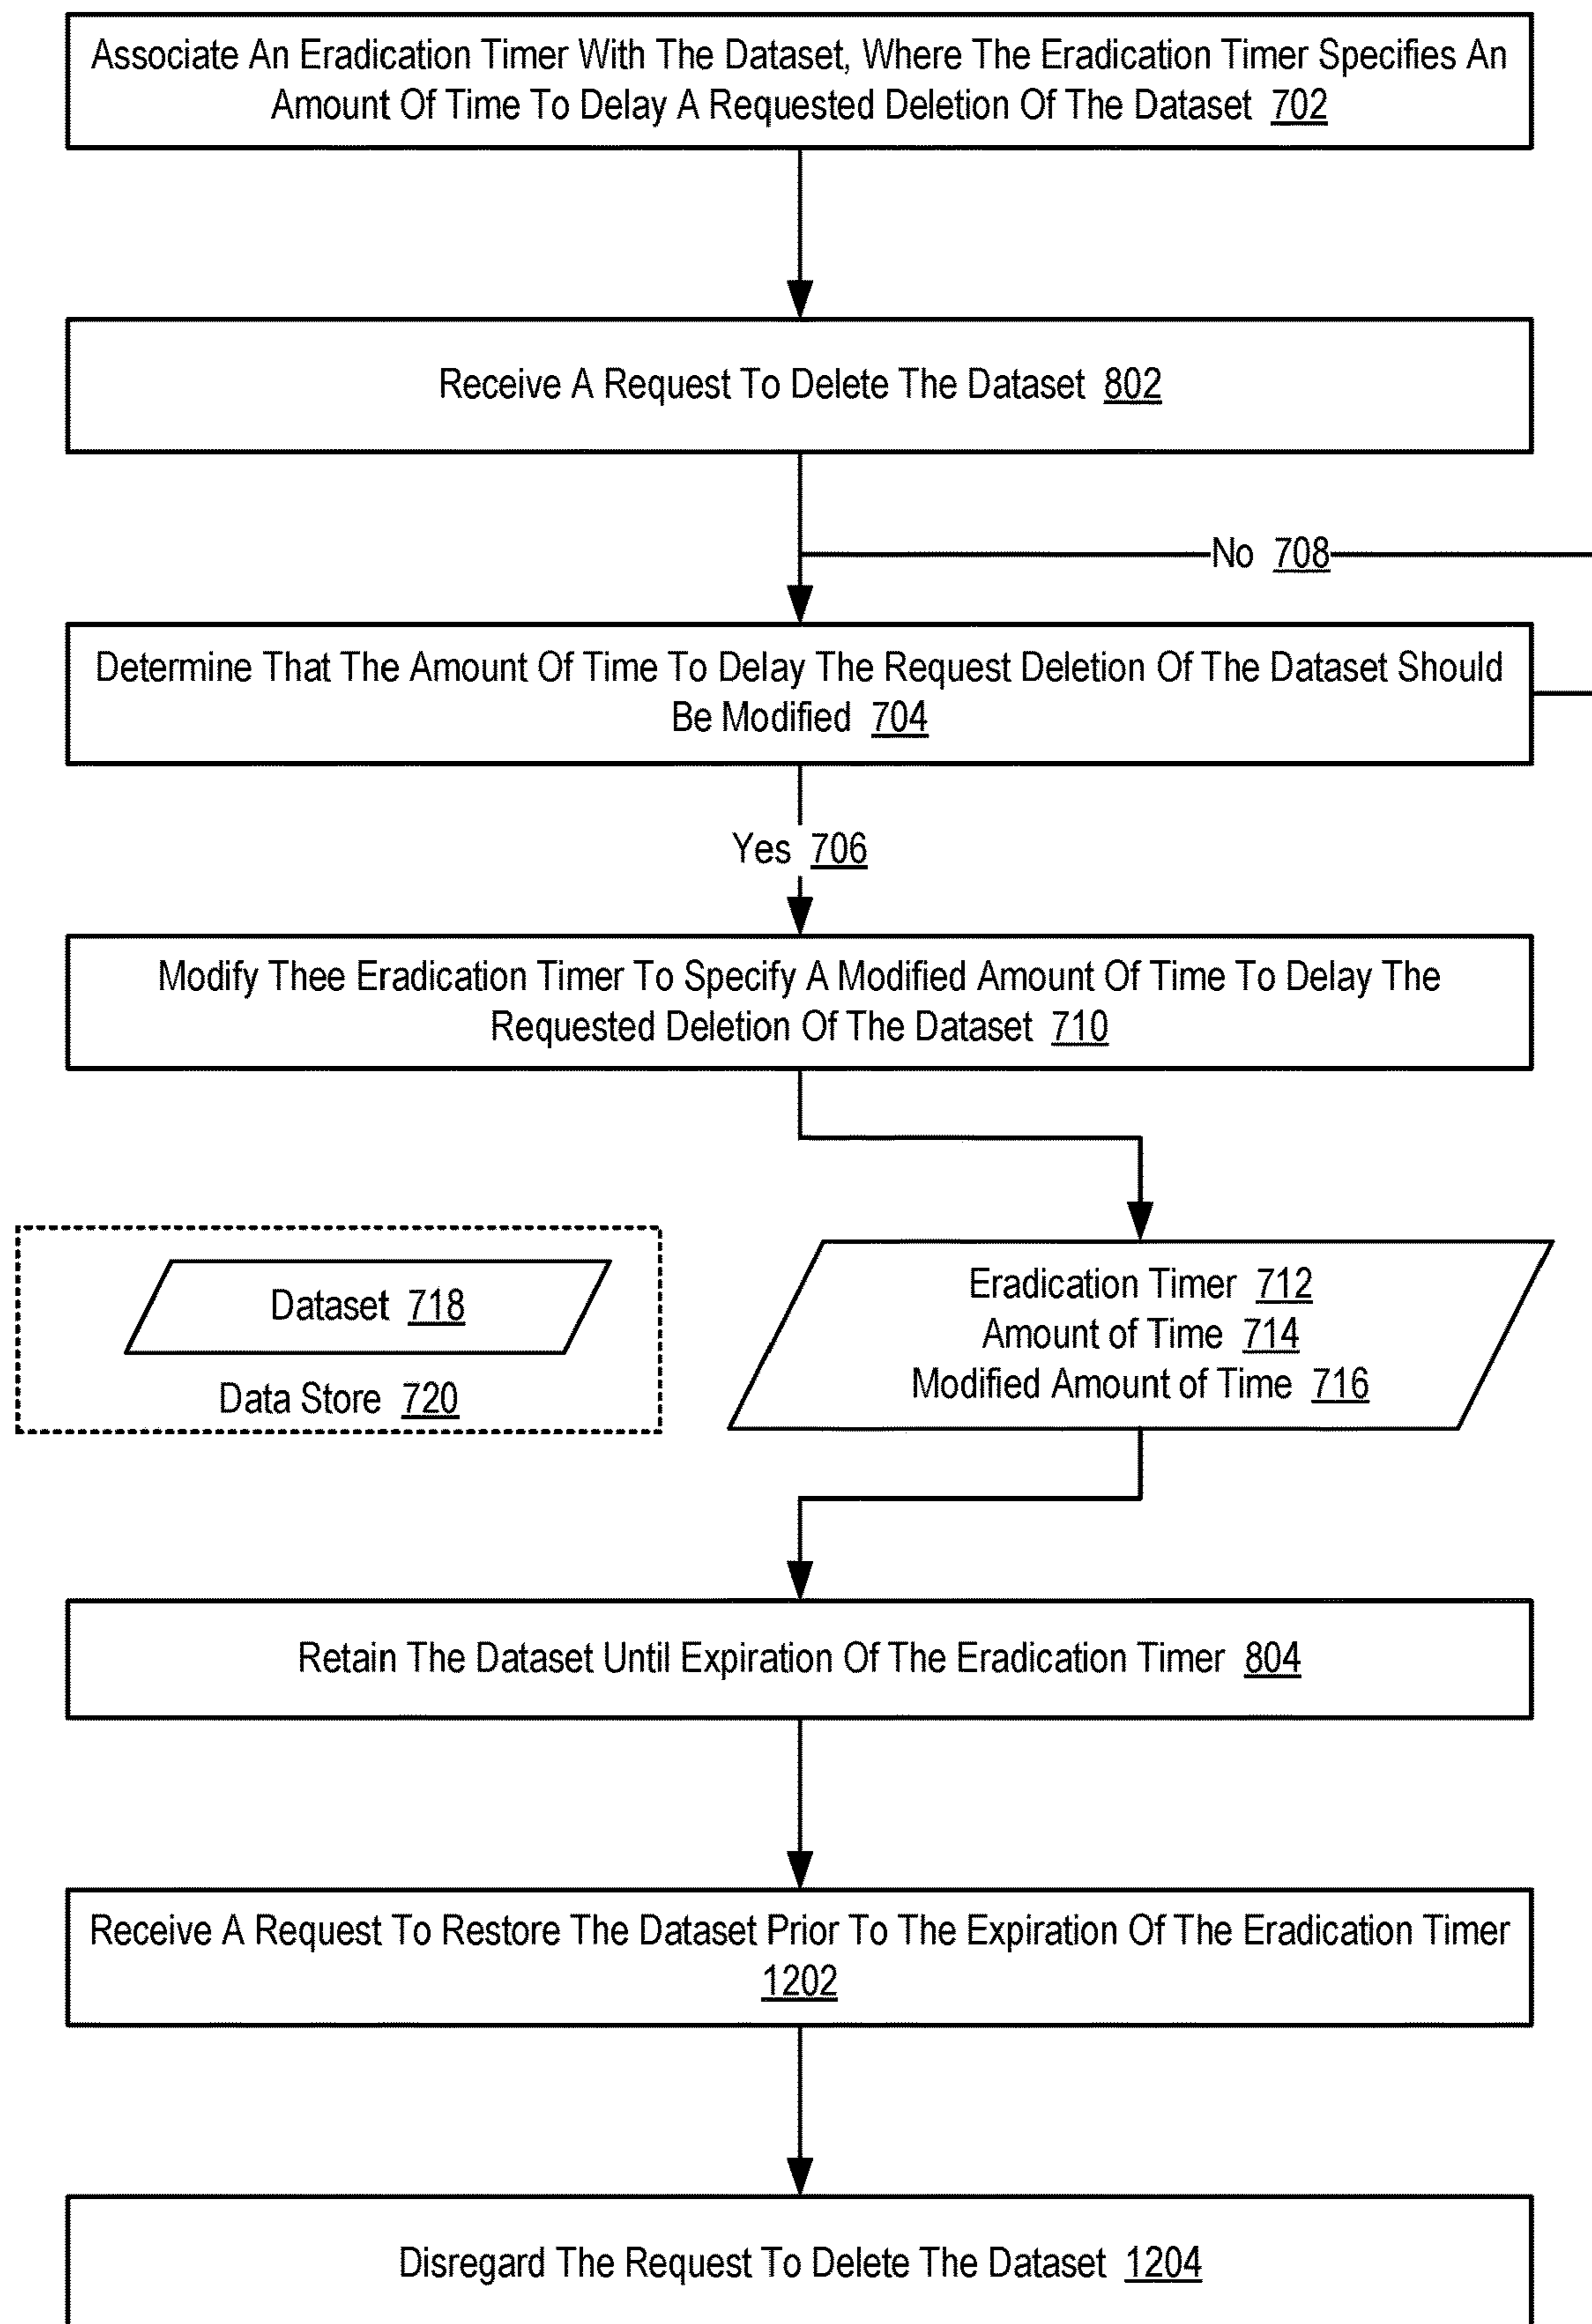 Associate An Eradication Timer With The Dataset, Where The Eradication Timer Specifies An
Amount Of Time To Delay A Requested Deletion Of The Dataset 702
Receive A Request To Delete The Dataset 802
No 708
Determine That The Amount Of Time To Delay The Request Deletion Of The Dataset Should
Be Modified 704
Yes 706
Modify Thee Eradication Timer To Specify A Modified Amount Of Time To Delay The
Requested Deletion Of The Dataset 710
Dataset 718
Data Store 720
Eradication Timer 712
Amount of Time 714
Modified Amount of Time 716
Retain The Dataset Until Expiration Of The Eradication Timer 804
Receive A Request To Restore The Dataset Prior To The Expiration Of The Eradication Timer
1202
Disregard The Request To Delete The Dataset 1204